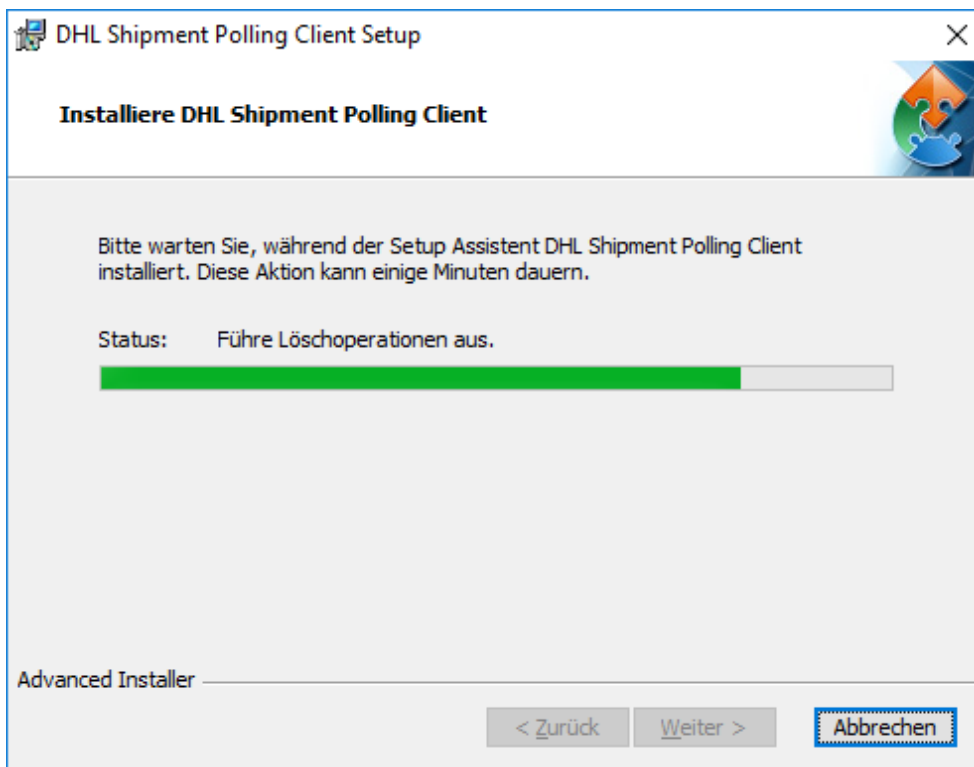 DHL Shipment Polling Client Setup
Installiere DHL Shipment Polling Client
Bitte warten Sie, während der Setup Assistent DHL Shipment Polling Client
installiert. Diese Aktion kann einige Minuten dauern.
Status: Führe Löschoperationen aus.
Advanced Installer
< Zurück Weiter > Abbrechen